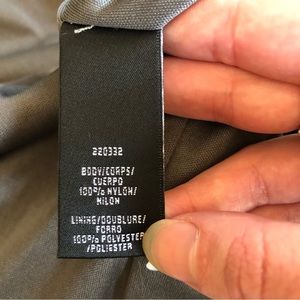 220332
BODY/CORPS/
CUERPO
100% NYLON/
NILON
LINING/DOUBLURE/
FORRO
100% POLYESTER
/POLIESTER